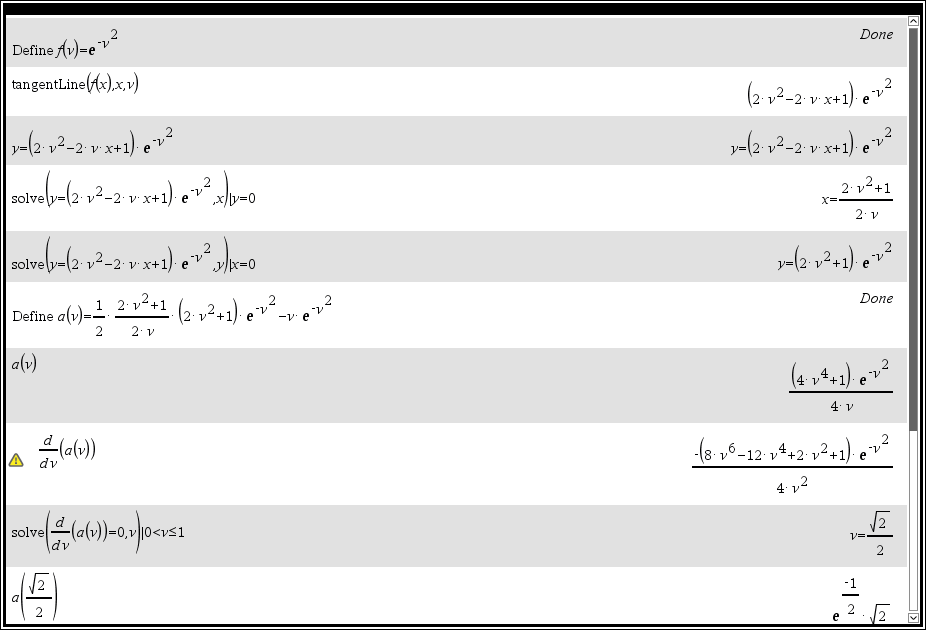 Define f(v)=e^(-v^2) Done
tangentLine(f(x),x,v) (2·v^2-2·v·x+1)·e^(-v^2)
y=(2·v^2-2·v·x+1)·e^(-v^2) y=(2·v^2-2·v·x+1)·e^(-v^2)
solve(y=(2·v^2-2·v·x+1)·e^(-v^2),x)|y=0 x=(2·v^2+1)/(2·v)
solve(y=(2·v^2-2·v·x+1)·e^(-v^2),y)|x=0 y=(2·v^2+1)·e^(-v^2)
Define a(v)=1/2·(2·v^2+1)/(2·v)·(2·v^2+1)·e^(-v^2)-v·e^(-v^2) Done
a(v) ((4·v^4+1)·e^(-v^2))/(4·v)
d/dv(a(v)) (-(8·v^6-12·v^4+2·v^2+1)·e^(-v^2))/(4·v^2)
solve(d/dv(a(v))=0,v)|0<v≤1 v=√2/2
a(√2/2) e^(-1/2)·√2